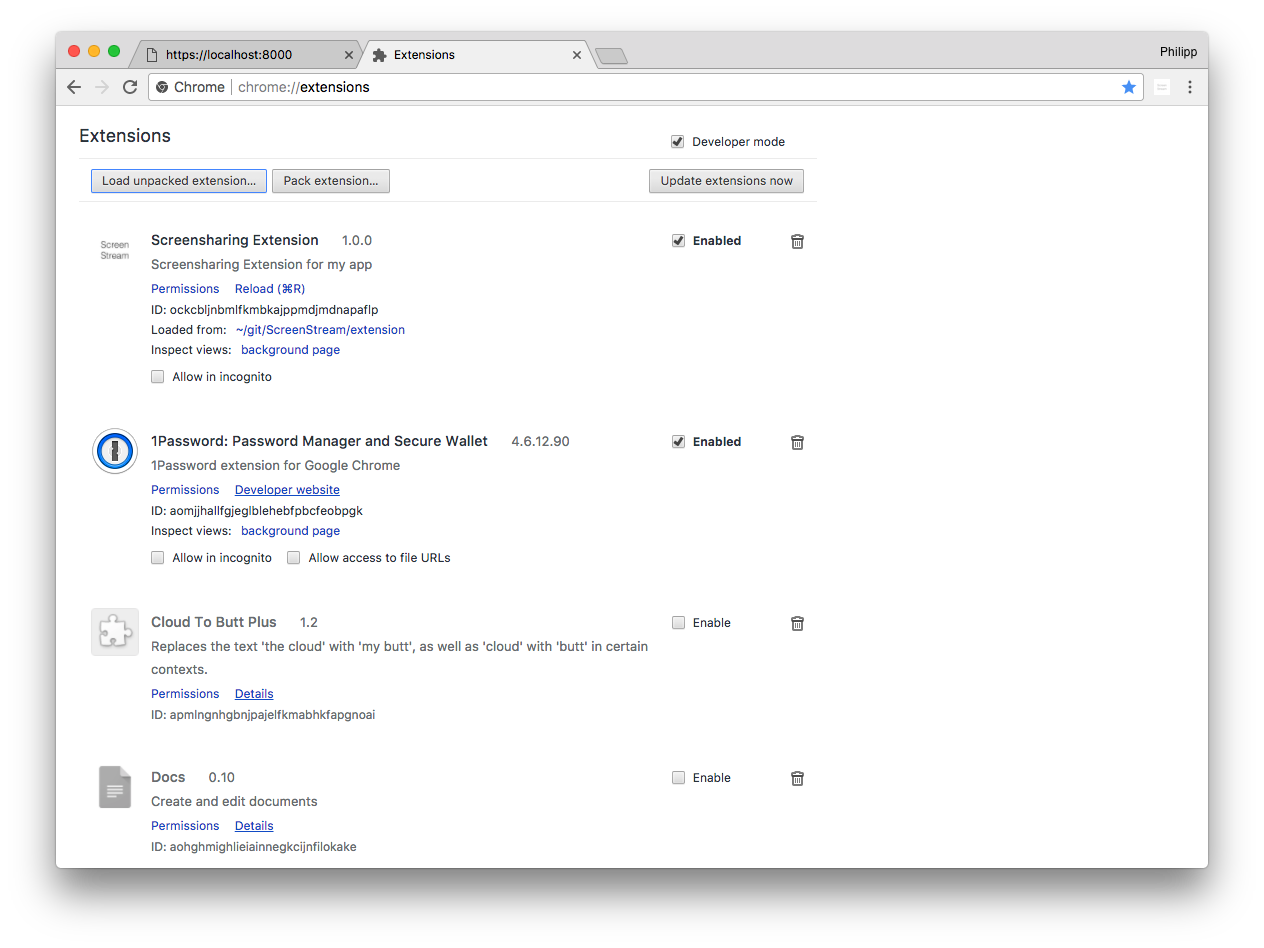 https://localhost:8000 Extensions Philipp
Chrome chrome://extensions
Extensions Developer mode
Load unpacked extension... Pack extension... Update extensions now
Screen Stream
Screensharing Extension 1.0.0 Enabled
Screensharing Extension for my app
Permissions Reload (⌘R)
ID: ockcbljnbmlfkmbkajppmdjmdnapaflp
Loaded from: ~/git/ScreenStream/extension
Inspect views: background page
Allow in incognito
1Password: Password Manager and Secure Wallet 4.6.12.90 Enabled
1Password extension for Google Chrome
Permissions Developer website
ID: aomjjhallfgjeglblehebfpbcfeobpgk
Inspect views: background page
Allow in incognito Allow access to file URLs
Cloud To Butt Plus 1.2 Enable
Replaces the text 'the cloud' with 'my butt', as well as 'cloud' with 'butt' in certain
contexts.
Permissions Details
ID: apmlngnhgbnjpajelfkmabhkfapgnoai
Docs 0.10 Enable
Create and edit documents
Permissions Details
ID: aohghmighlieiainnegkcijnfilokake